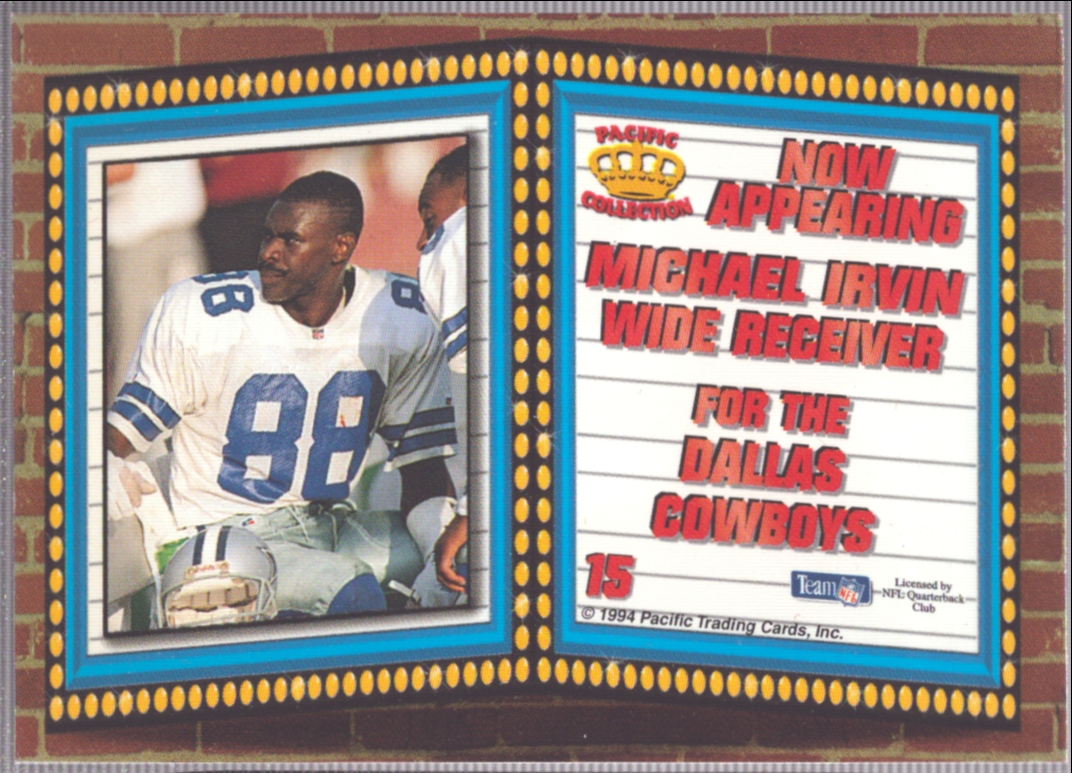 88
88
88
PACIFIC
COLLECTION
NOW
APPEARING
MICHAEL IRVIN
WIDE RECEIVER
FOR THE
DALLAS
COWBOYS
15
Team NFL
Licensed by
NFL Quarterback
Club
© 1994 Pacific Trading Cards, Inc.